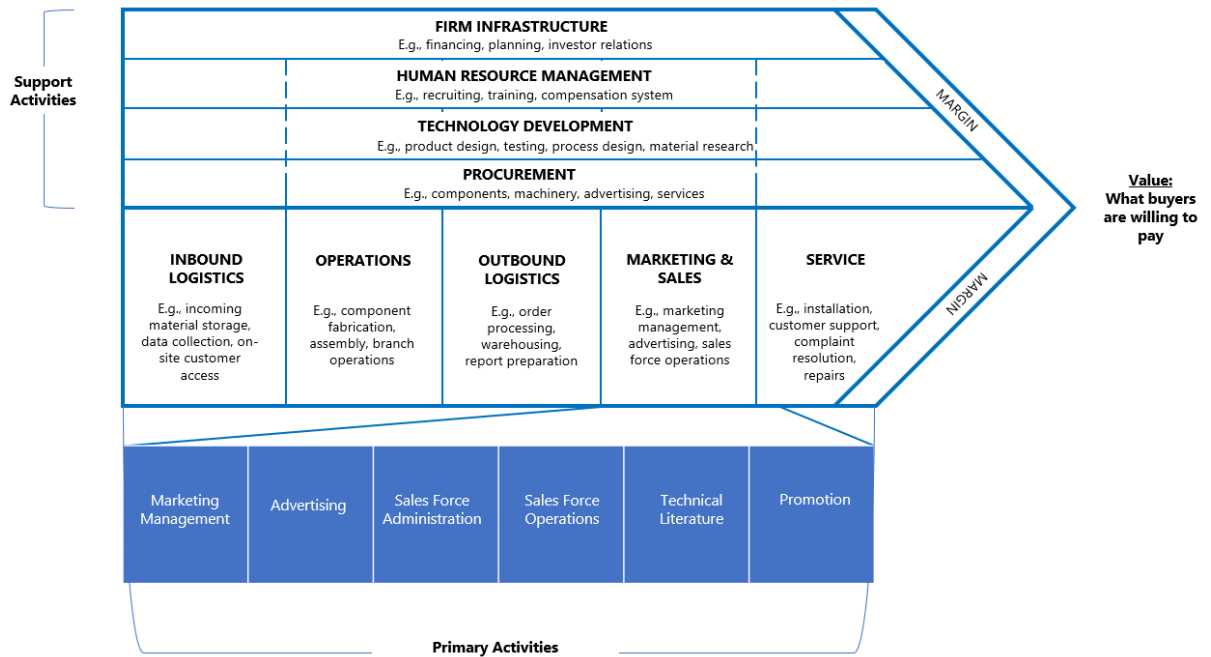 FIRM INFRASTRUCTURE
E.g., financing, planning, investor relations
Support
Activities
HUMAN RESOURCE MANAGEMENT
E.g., recruiting, training, compensation system
TECHNOLOGY DEVELOPMENT
E.g., product design, testing, process design, material research
PROCUREMENT
E.g., components, machinery, advertising, services
MARGIN
Value:
What buyers
are willing to
pay
INBOUND
LOGISTICS
E.g., incoming
material storage,
data collection, on-
site customer
access
OPERATIONS
E.g., component
fabrication,
assembly, branch
operations
OUTBOUND
LOGISTICS
E.g., order
processing,
warehousing,
report preparation
MARKETING &
SALES
E.g., marketing
management,
advertising, sales
force operations
SERVICE
E.g., installation,
customer support,
complaint
resolution,
repairs
MARGIN
Marketing
Management
Advertising
Sales Force
Administration
Sales Force
Operations
Technical
Literature
Promotion
Primary Activities